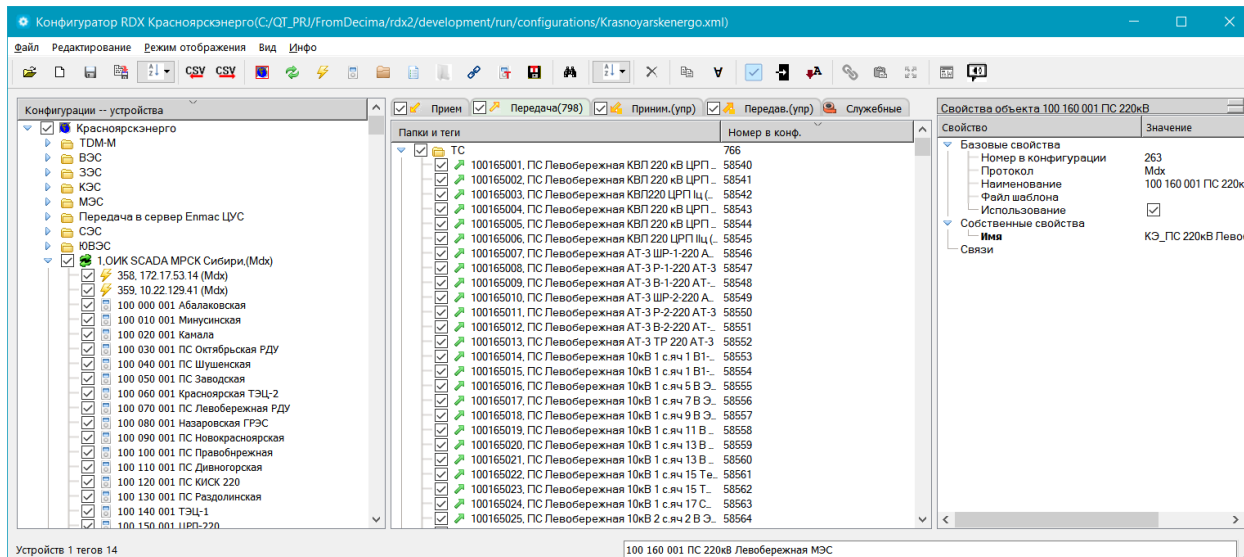 Конфигуратор RDX Красноярскэнерго(C:/QT_PRJ/FromDecima/rdx2/development/run/configurations/Krasnoyarskenergo.xml)
Файл Редактирование Режим отображения Вид Инфо
CSV CSV
Конфигурации -- устройства
Красноярскэнерго
TDM-M
ВЭС
ЗЭС
КЭС
МЭС
Передача в сервер Enmac ЦУС
СЭС
ЮВЭС
1,ОИК SCADA МРСК Сибири,(Mdx)
358, 172.17.53.14 (Mdx)
359, 10.22.129.41 (Mdx)
100 000 001 Абалаковская
100 010 001 Минусинская
100 020 001 Камала
100 030 001 ПС Октябрьская РДУ
100 040 001 ПС Шушенская
100 050 001 ПС Заводская
100 060 001 Красноярская ТЭЦ-2
100 070 001 ПС Левобережная РДУ
100 080 001 Назаровская ГРЭС
100 090 001 ПС Новокрасноярская
100 100 001 ПС Правобнрежная
100 110 001 ПС Дивногорская
100 120 001 ПС КИСК 220
100 130 001 ПС Раздолинская
100 140 001 ТЭЦ-1
100 150 001 ЦРП-220
Прием Передача(798) Приним.(упр) Передав.(упр) Служебные
Папки и теги Номер в конф.
ТС 766
100165001, ПС Левобережная КВП 220 кВ ЦРП... 58540
100165002, ПС Левобережная КВП 220 кВ ЦРП... 58541
100165003, ПС Левобережная КВП220 ЦРП Iц (... 58542
100165004, ПС Левобережная КВП 220 кВ ЦРП... 58543
100165005, ПС Левобережная КВП 220 кВ ЦРП... 58544
100165006, ПС Левобережная КВП 220 ЦРП IIц (... 58545
100165007, ПС Левобережная АТ-3 ШР-1-220 А... 58546
100165008, ПС Левобережная АТ-3 Р-1-220 АТ-3 58547
100165009, ПС Левобережная АТ-3 В-1-220 АТ-... 58548
100165010, ПС Левобережная АТ-3 ШР-2-220 А... 58549
100165011, ПС Левобережная АТ-3 Р-2-220 АТ-3 58550
100165012, ПС Левобережная АТ-3 В-2-220 АТ-... 58551
100165013, ПС Левобережная АТ-3 ТР 220 АТ-3 58552
100165014, ПС Левобережная 10кВ 1 с.яч 1 В1-... 58553
100165015, ПС Левобережная 10кВ 1 с.яч 1 В1-... 58554
100165016, ПС Левобережная 10кВ 1 с.яч 5 В Э... 58555
100165017, ПС Левобережная 10кВ 1 с.яч 7 В Э... 58556
100165018, ПС Левобережная 10кВ 1 с.яч 9 В Э... 58557
100165019, ПС Левобережная 10кВ 1 с.яч 11 В ... 58558
100165020, ПС Левобережная 10кВ 1 с.яч 13 В ... 58559
100165021, ПС Левобережная 10кВ 1 с.яч 13 В ... 58560
100165022, ПС Левобережная 10кВ 1 с.яч 15 Те... 58561
100165023, ПС Левобережная 10кВ 1 с.яч 15 Т... 58562
100165024, ПС Левобережная 10кВ 1 с.яч 17 С... 58563
100165025, ПС Левобережная 10кВ 2 с.яч 2 В Э... 58564
Свойства объекта 100 160 001 ПС 220кВ
Свойство Значение
Базовые свойства
Номер в конфигурации 263
Протокол Mdx
Наименование 100 160 001 ПС 220к
Файл шаблона
Использование
Собственные свойства
Имя КЭ_ПС 220кВ Лево
Связи
Устройств 1 тегов 14
100 160 001 ПС 220кВ Левобережная МЭС